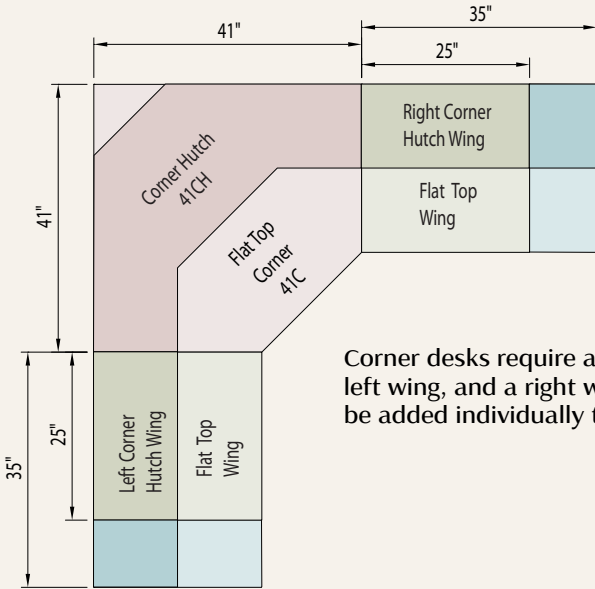 35"
41"
25"
Right Corner
Hutch Wing
Corner Hutch
41CH
41"
Flat Top
Wing
Flat Top
Corner
41C
Corner desks require a
left wing, and a right w
be added individually t
25"
35"
Left Corner
Hutch Wing
Flat Top
Wing